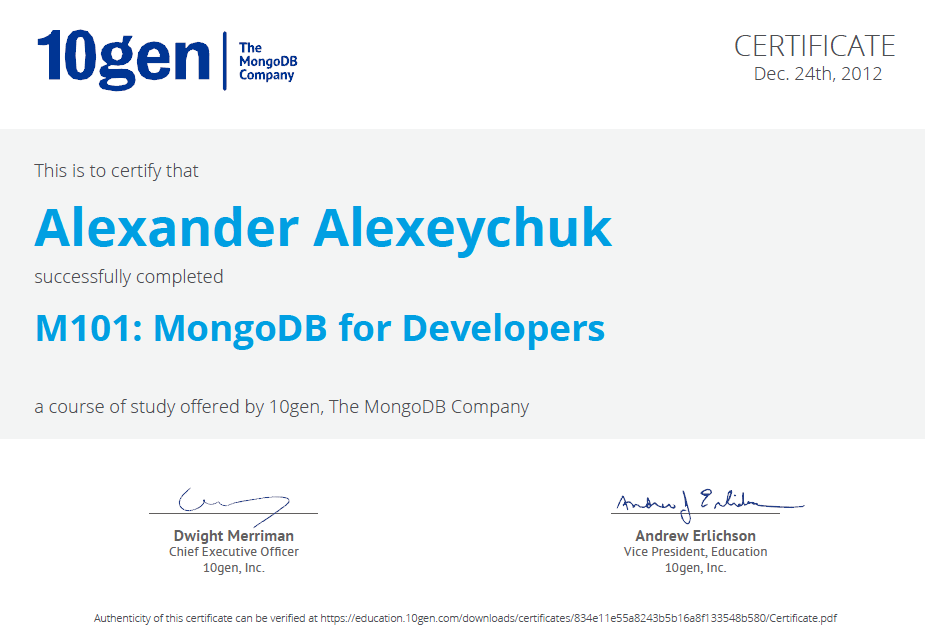 10gen
The
MongoDB
Company
CERTIFICATE
Dec. 24th, 2012
This is to certify that
Alexander Alexeychuk
successfully completed
M101: MongoDB for Developers
a course of study offered by 10gen, The MongoDB Company
Andrew J Erlichson
Dwight Merriman
Chief Executive Officer
10gen, Inc.
Andrew Erlichson
Vice President, Education
10gen, Inc.
Authenticity of this certificate can be verified at https://education.10gen.com/downloads/certificates/834e11e55a8243b5b16a8f133548b580/Certificate.pdf